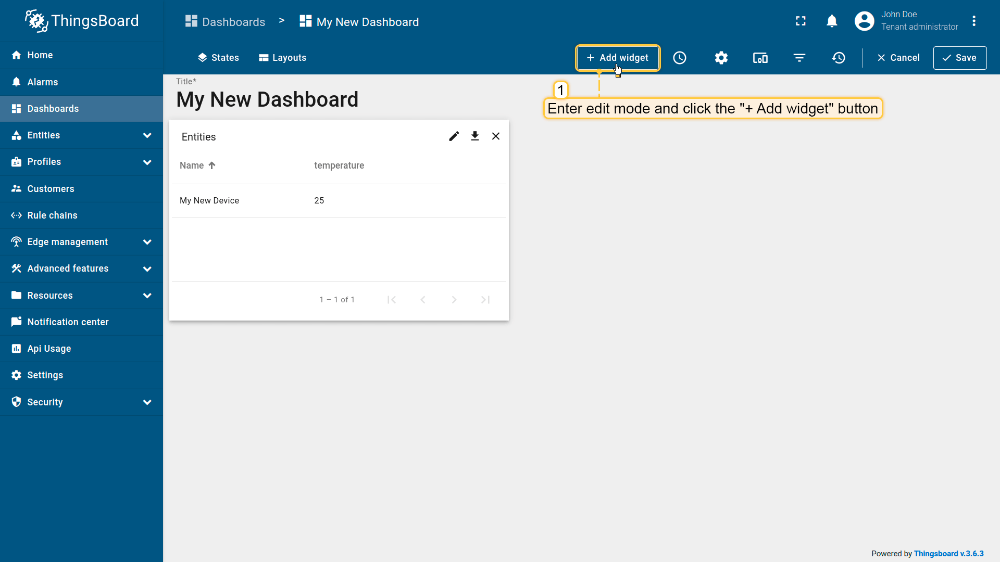 ThingsBoard
Dashboards > My New Dashboard
John Doe
Tenant administrator
Home
Alarms
Dashboards
Entities
Profiles
Customers
Rule chains
Edge management
Advanced features
Resources
Notification center
Api Usage
Settings
Security
States Layouts + Add widget Cancel Save
1
Enter edit mode and click the "+ Add widget" button
Title*
My New Dashboard
Entities
Name temperature
My New Device 25
1 – 1 of 1
Powered by Thingsboard v.3.6.3